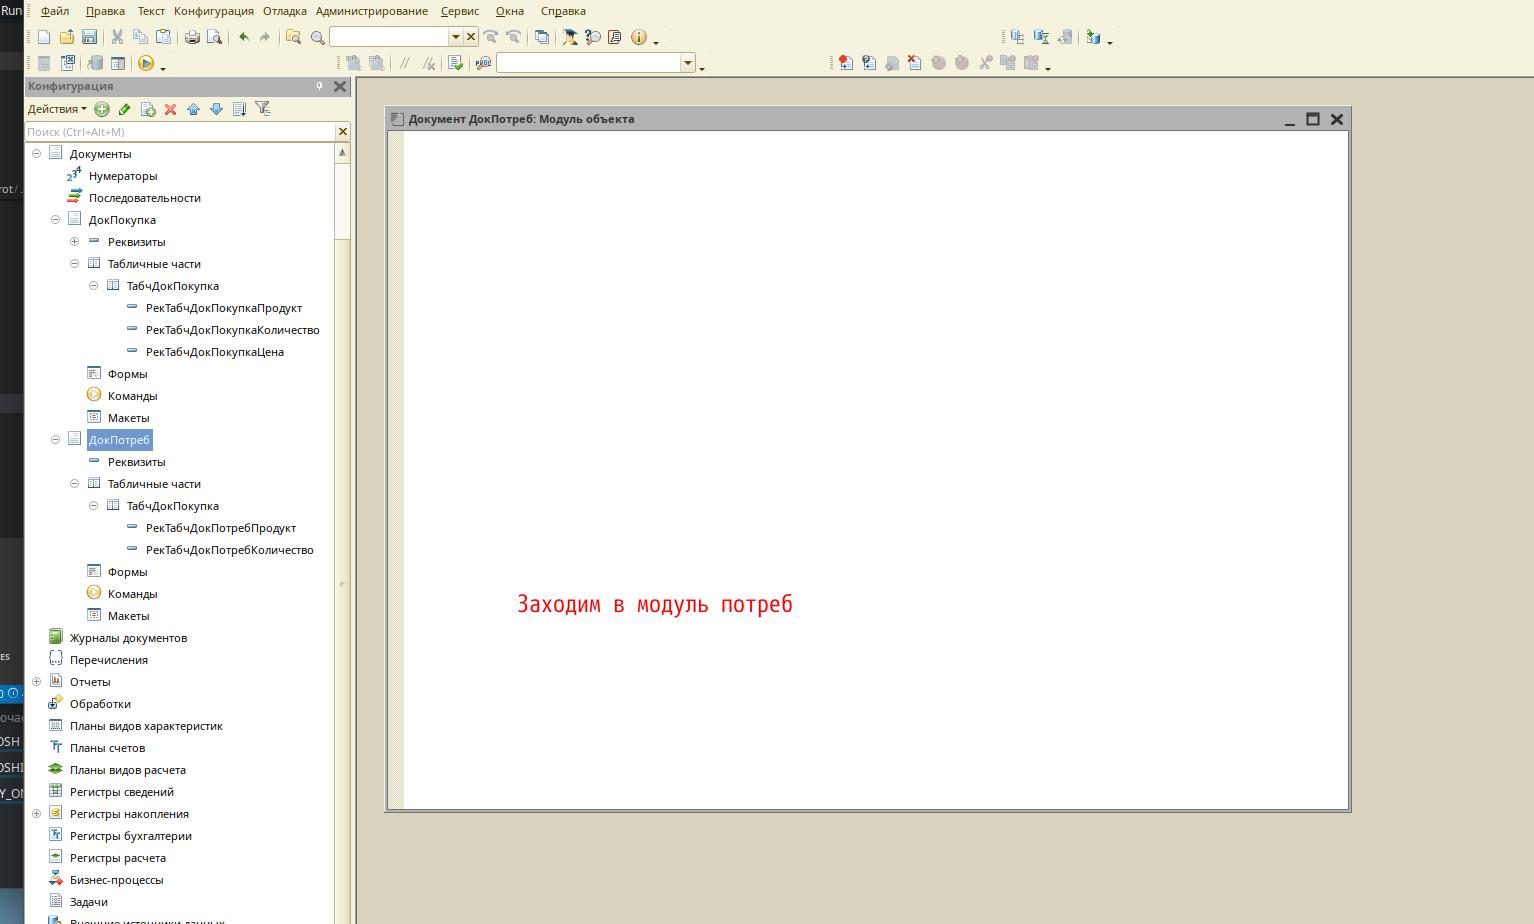 Run
Файл Правка Текст Конфигурация Отладка Администрирование Сервис Окна Справка
Конфигурация
Действия
Поиск (Ctrl+Alt+M)
Документы
Нумераторы
Последовательности
ДокПокупка
Реквизиты
Табличные части
ТабчДокПокупка
РекТабчДокПокупкаПродукт
РекТабчДокПокупкаКоличество
РекТабчДокПокупкаЦена
Формы
Команды
Макеты
ДокПотреб
Реквизиты
Табличные части
ТабчДокПокупка
РекТабчДокПотребПродукт
РекТабчДокПотребКоличество
Формы
Команды
Макеты
Журналы документов
Перечисления
Отчеты
Обработки
Планы видов характеристик
Планы счетов
Планы видов расчета
Регистры сведений
Регистры накопления
Регистры бухгалтерии
Регистры расчета
Бизнес-процессы
Задачи
Внешние источники данных
Документ ДокПотреб: Модуль объекта
Заходим в модуль потреб